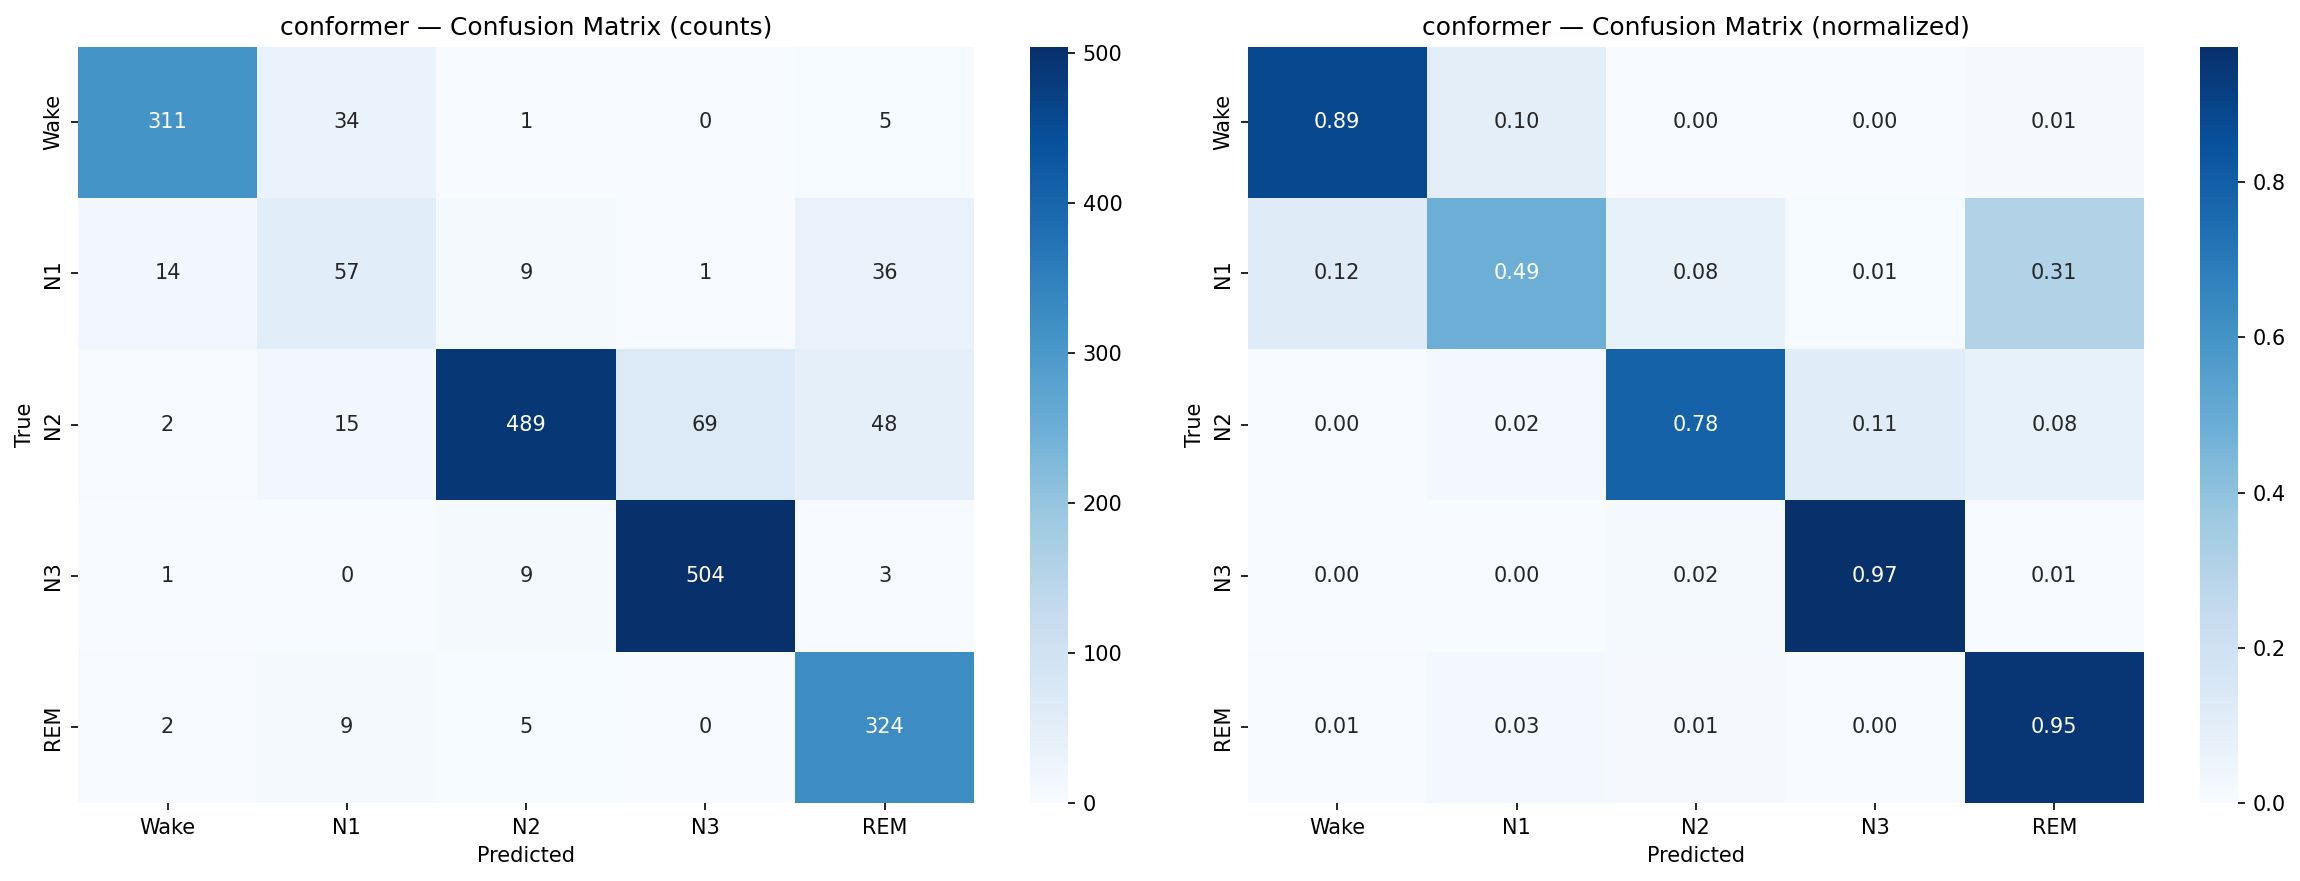 conformer — Confusion Matrix (counts)
Wake 311 34 1 0 5
N1 14 57 9 1 36
N2 2 15 489 69 48
N3 1 0 9 504 3
REM 2 9 5 0 324
True
Wake N1 N2 N3 REM
Predicted
500
400
300
200
100
0
conformer — Confusion Matrix (normalized)
Wake 0.89 0.10 0.00 0.00 0.01
N1 0.12 0.49 0.08 0.01 0.31
N2 0.00 0.02 0.78 0.11 0.08
N3 0.00 0.00 0.02 0.97 0.01
REM 0.01 0.03 0.01 0.00 0.95
True
Wake N1 N2 N3 REM
Predicted
0.8
0.6
0.4
0.2
0.0